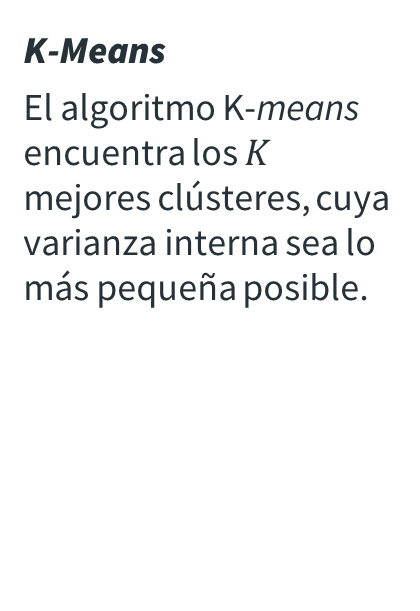 K-Means
El algoritmo K-means
encuentra los K
mejores clústeres, cuya
varianza interna sea lo
más pequeña posible.